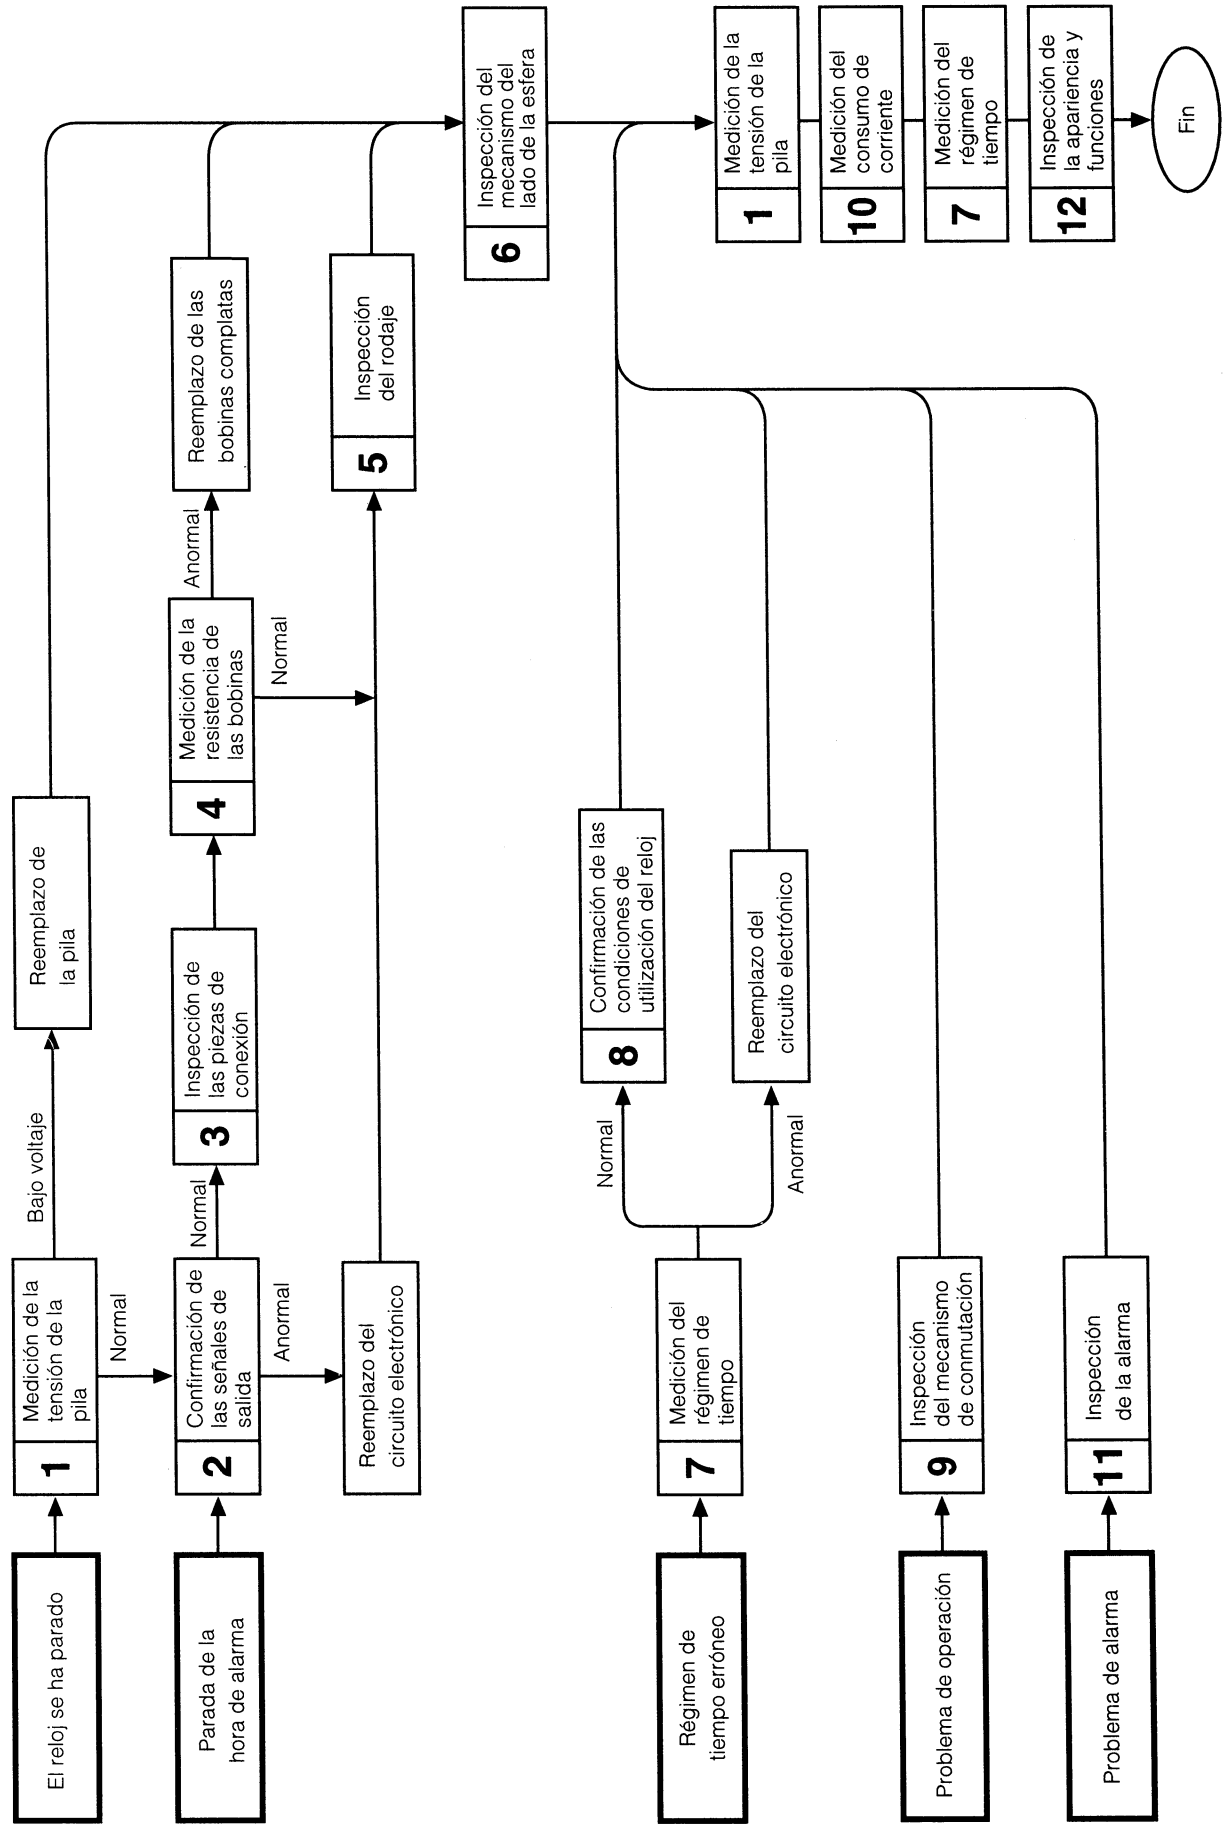 El reloj se ha parado
1
Medición de la
tensión de la
pila
Bajo voltaje
Reemplazo de
la pila
Normal
Parada de la
hora de alarma
2
Confirmación de
las señales de
salida
Normal
3
Inspección de
las piezas de
conexión
4
Medición de la
resistencia de
las bobinas
Anormal
Reemplazo de las
bobinas complatas
Anormal
Normal
Reemplazo del
circuito electrónico
5
Inspección
del rodaje
6
Inspección del
mecanismo del
lado de la esfera
Régimen de
tiempo erróneo
7
Medición del
régimen de
tiempo
Normal
8
Confirmación de las
condiciones de
utilización del reloj
Anormal
Reemplazo del
circuito electrónico
Problema de operación
9
Inspección
del mecanismo
de conmutación
Problema de alarma
11
Inspección
de la alarma
1
Medición de la
tensión de la
pila
10
Medición del
consumo de
corriente
7
Medición del
régimen de
tiempo
12
Inspección de
la apariencia y
funciones
Fin